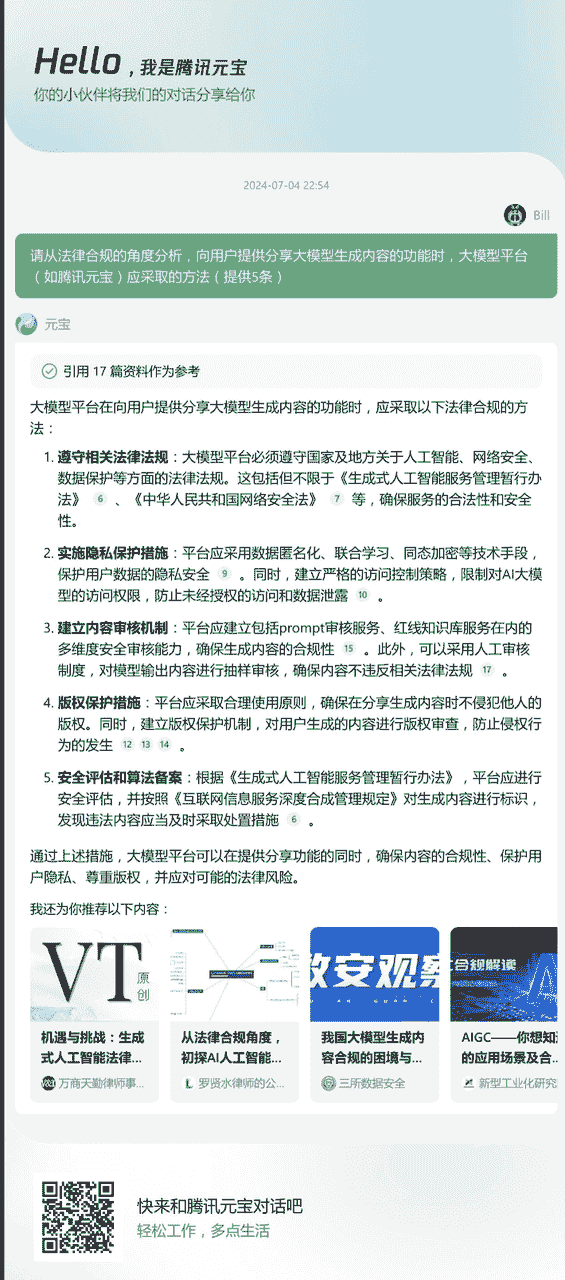 Hello，我是腾讯元宝
你的小伙伴将我们的对话分享给你
2024-07-04 22:54
Bill
请从法律合规的角度分析，向用户提供分享大模型生成内容的功能时，大模型平台
（如腾讯元宝）应采取的方法（提供5条）
元宝
引用 17 篇资料作为参考
大模型平台在向用户提供分享大模型生成内容的功能时，应采取以下法律合规的方
法：
1. 遵守相关法律法规：大模型平台必须遵守国家及地方关于人工智能、网络安全、
数据保护等方面的法律法规。这包括但不限于《生成式人工智能服务管理暂行办
法》 6 、《中华人民共和国网络安全法》 7 等，确保服务的合法性和安全
性。
2. 实施隐私保护措施：平台应采用数据匿名化、联合学习、同态加密等技术手段，
保护用户数据的隐私安全 9 。同时，建立严格的访问控制策略，限制对AI大模
型的访问权限，防止未经授权的访问和数据泄露 10 。
3. 建立内容审核机制：平台应建立包括prompt审核服务、红线知识库服务在内的
多维度安全审核能力，确保生成内容的合规性 15 。此外，可以采用人工审核
制度，对模型输出内容进行抽样审核，确保内容不违反相关法律法规 17 。
4. 版权保护措施：平台应采取合理使用原则，确保在分享生成内容时不侵犯他人的
版权。同时，建立版权保护机制，对用户生成的内容进行版权审查，防止侵权行
为的发生 12 13 14 。
5. 安全评估和算法备案：根据《生成式人工智能服务管理暂行办法》，平台应进行
安全评估，并按照《互联网信息服务深度合成管理规定》对生成内容进行标识，
发现违法内容应当及时采取处置措施 6 。
通过上述措施，大模型平台可以在提供分享功能的同时，确保内容的合规性、保护用
户隐私、尊重版权，并应对可能的法律风险。
我还为你推荐以下内容：
VT
原
创
机遇与挑战：生成
式人工智能法律...
万商天勤律师事...
从法律合规角度，
初探AI人工智能...
罗贤水律师的公...
数安观察
我国大模型生成内
容合规的困境与...
三所数据安全
合规解读
AIGC——你想知
的应用场景及合...
新型工业化研究
快来和腾讯元宝对话吧
轻松工作，多点生活